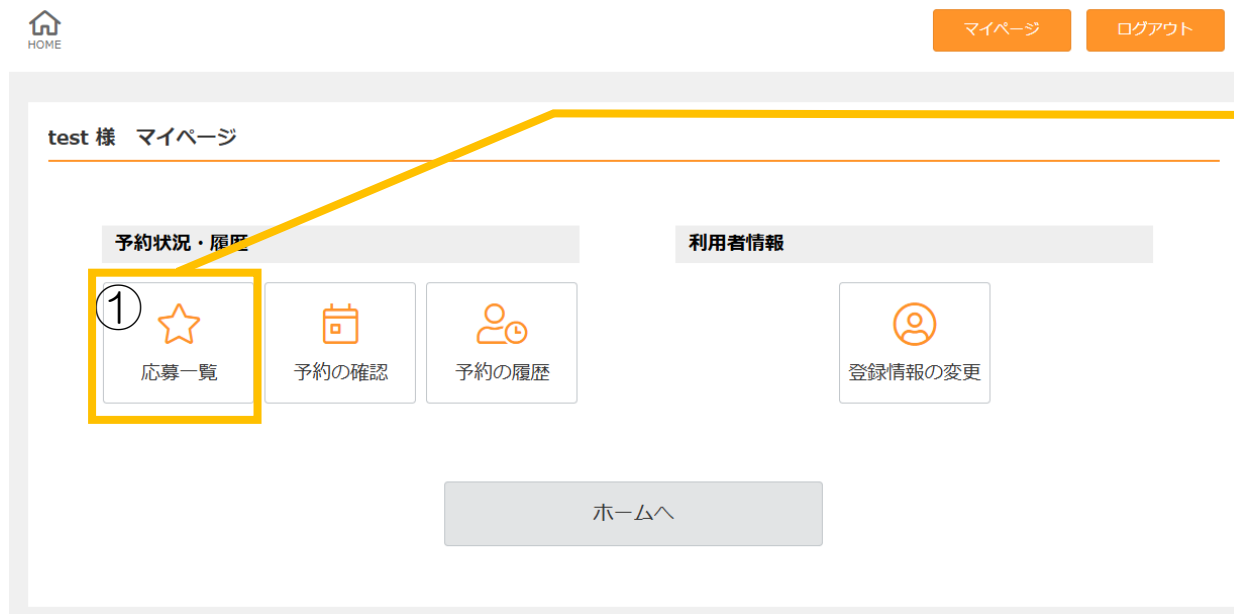 HOME
マイページ
ログアウト
test 様　マイページ
予約状況・履歴
利用者情報
①
応募一覧
予約の確認
予約の履歴
登録情報の変更
ホームへ